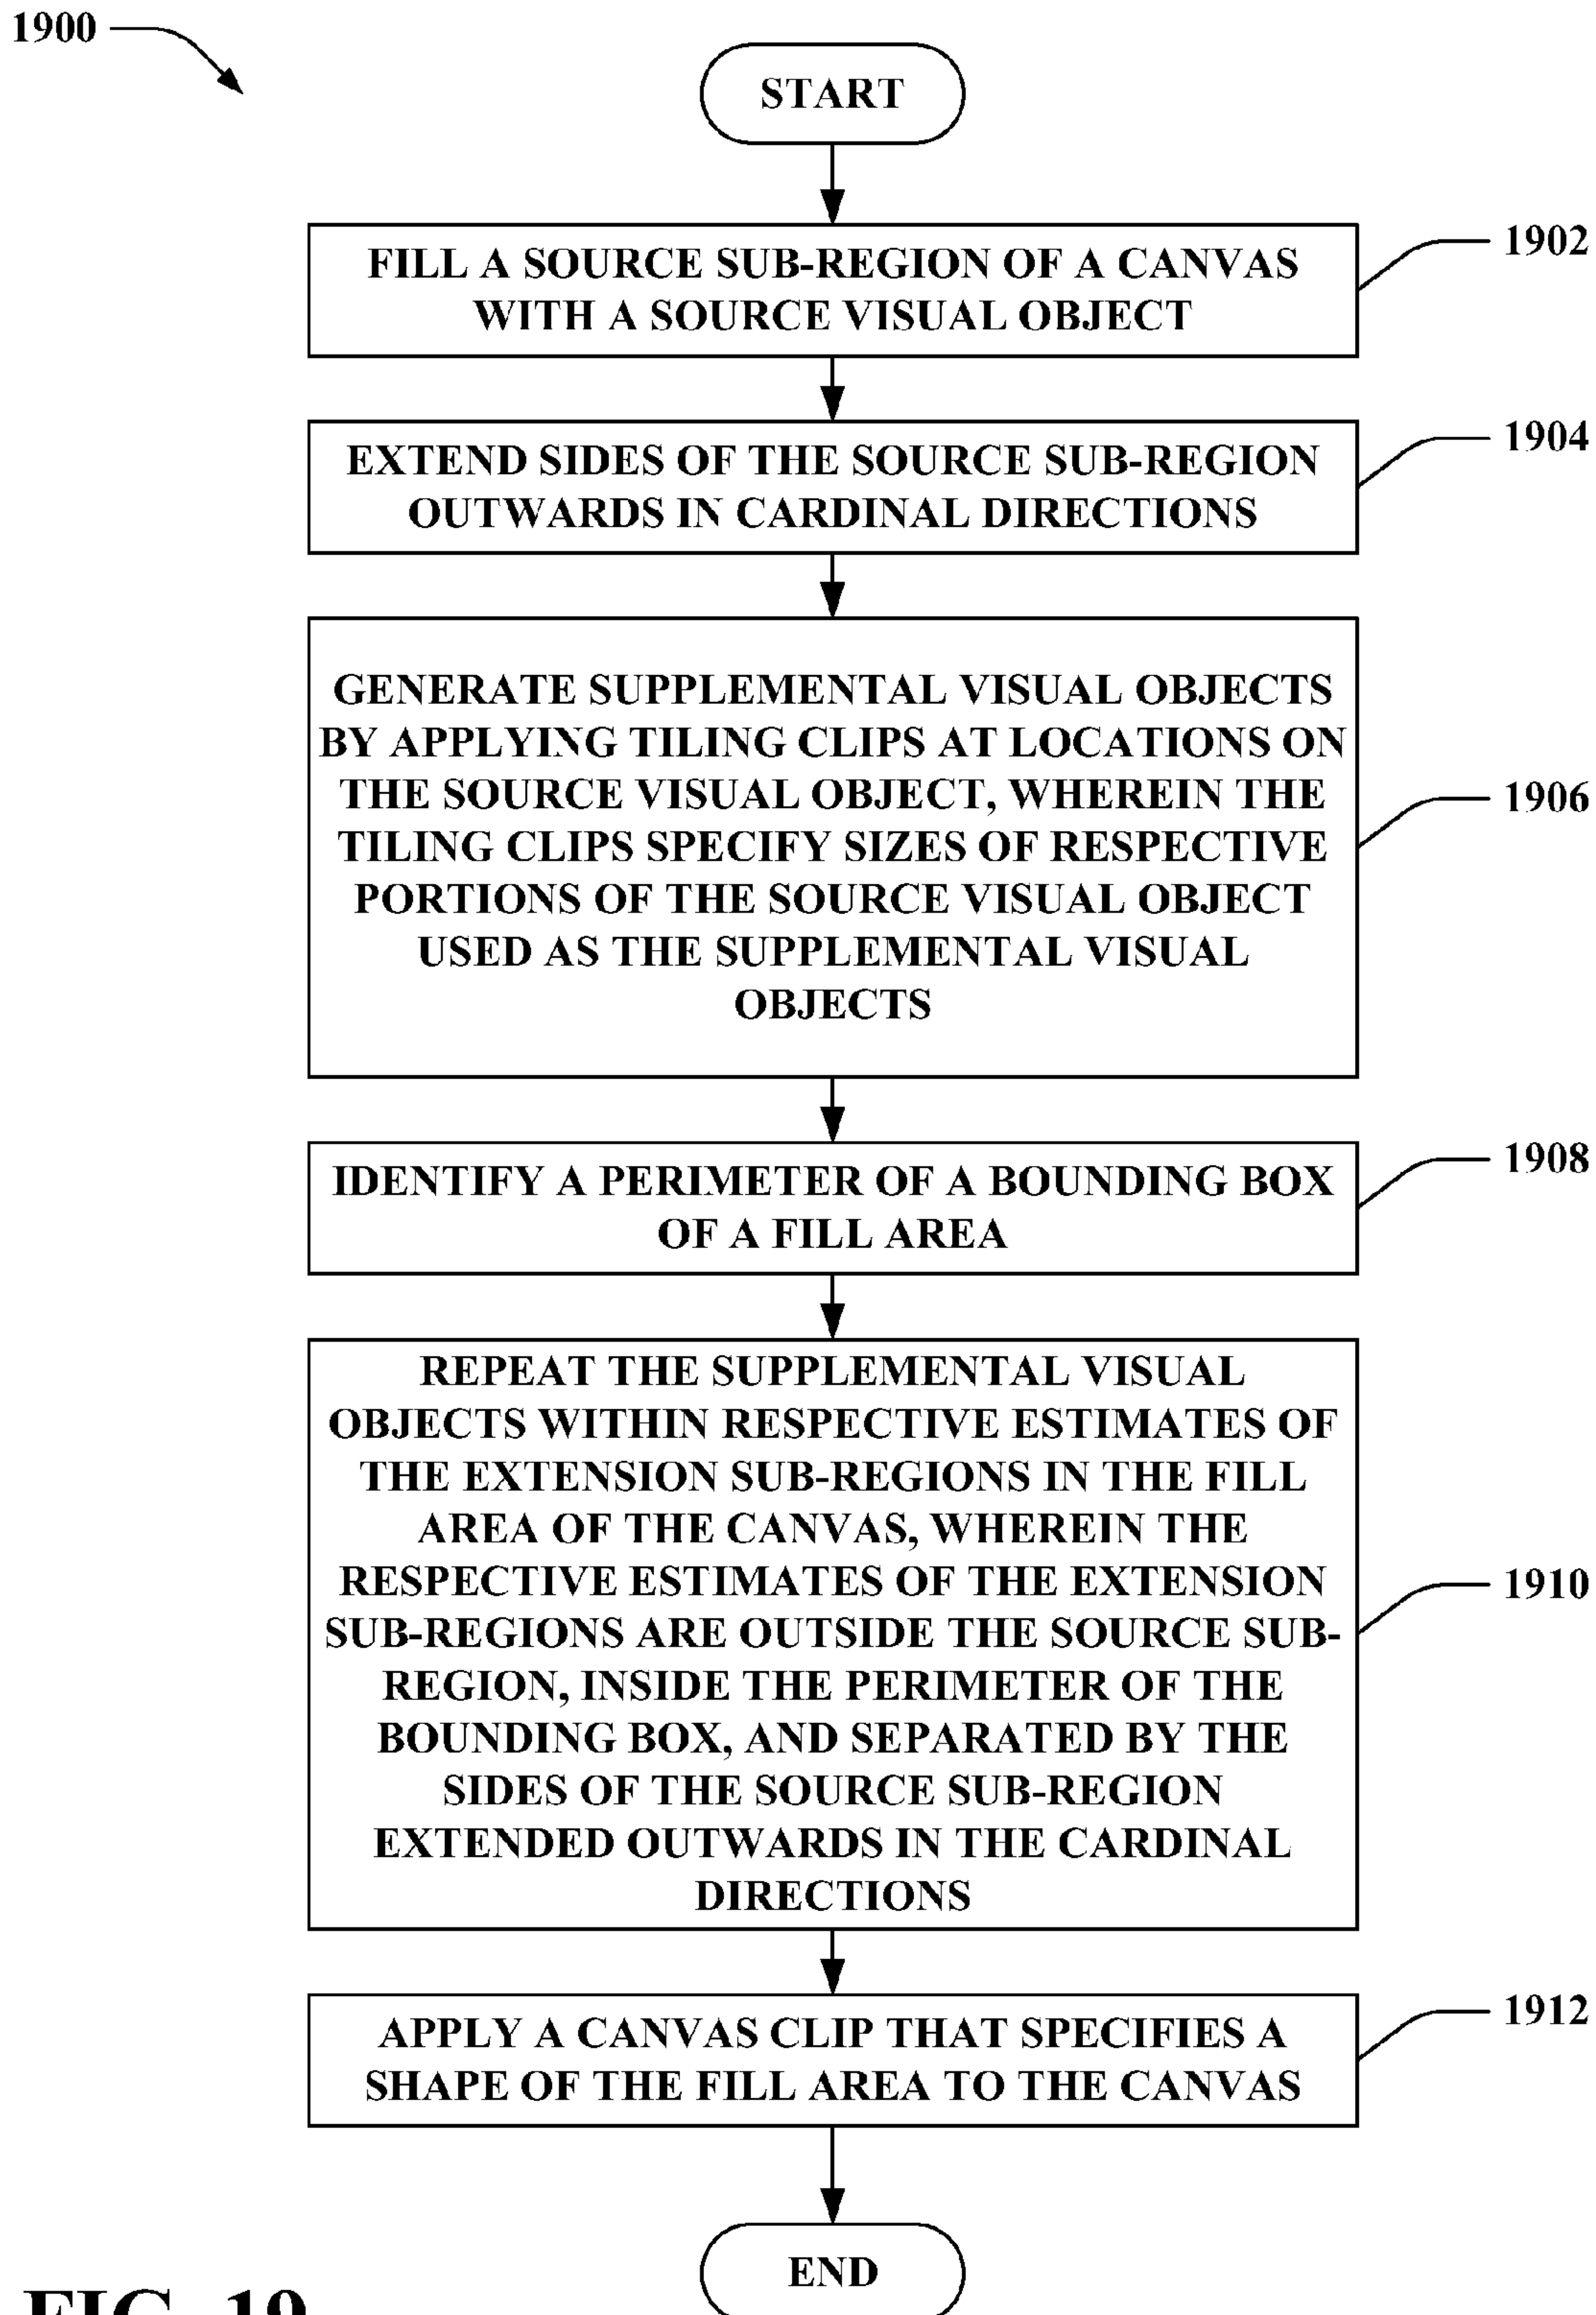 1900
START
FILL A SOURCE SUB-REGION OF A CANVAS
WITH A SOURCE VISUAL OBJECT
1902
EXTEND SIDES OF THE SOURCE SUB-REGION
OUTWARDS IN CARDINAL DIRECTIONS
1904
GENERATE SUPPLEMENTAL VISUAL OBJECTS
BY APPLYING TILING CLIPS AT LOCATIONS ON
THE SOURCE VISUAL OBJECT, WHEREIN THE
TILING CLIPS SPECIFY SIZES OF RESPECTIVE
PORTIONS OF THE SOURCE VISUAL OBJECT
USED AS THE SUPPLEMENTAL VISUAL
OBJECTS
1906
IDENTIFY A PERIMETER OF A BOUNDING BOX
OF A FILL AREA
1908
REPEAT THE SUPPLEMENTAL VISUAL
OBJECTS WITHIN RESPECTIVE ESTIMATES OF
THE EXTENSION SUB-REGIONS IN THE FILL
AREA OF THE CANVAS, WHEREIN THE
RESPECTIVE ESTIMATES OF THE EXTENSION
SUB-REGIONS ARE OUTSIDE THE SOURCE SUB-
REGION, INSIDE THE PERIMETER OF THE
BOUNDING BOX, AND SEPARATED BY THE
SIDES OF THE SOURCE SUB-REGION
EXTENDED OUTWARDS IN THE CARDINAL
DIRECTIONS
1910
APPLY A CANVAS CLIP THAT SPECIFIES A
SHAPE OF THE FILL AREA TO THE CANVAS
1912
END
FIG. 19